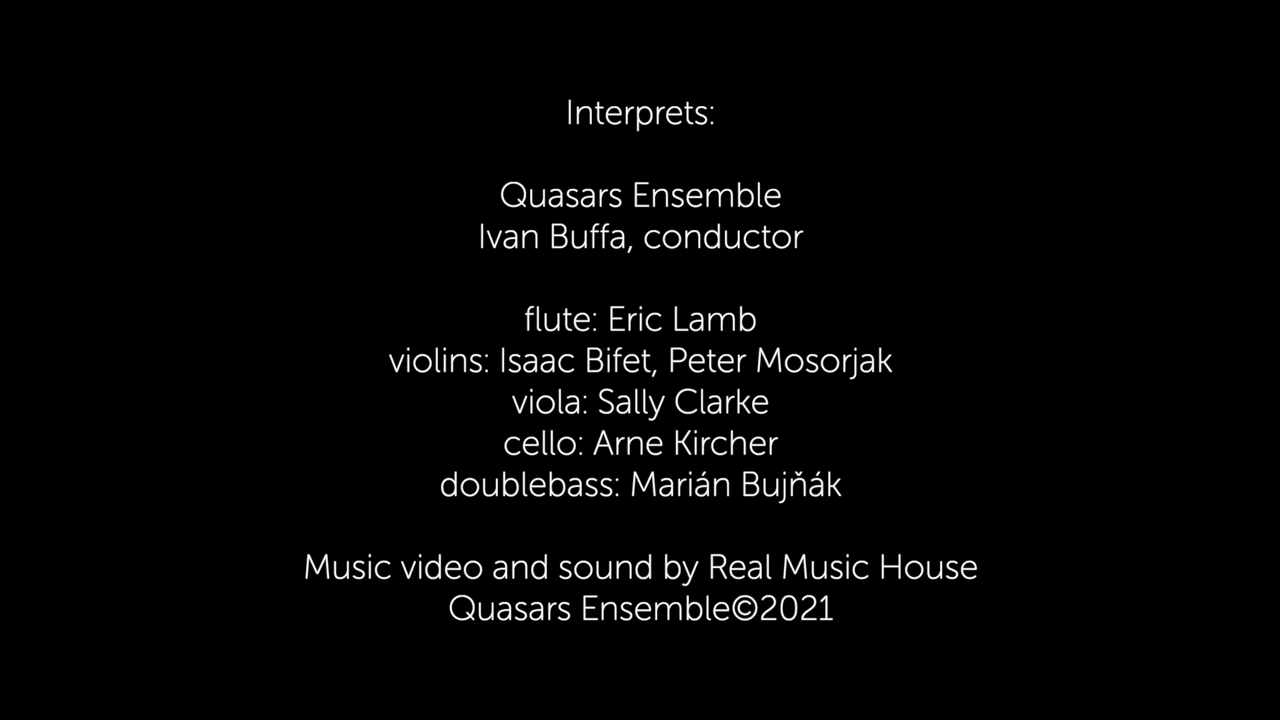 Interprets:
Quasars Ensemble
Ivan Buffa, conductor
flute: Eric Lamb
violins: Isaac Bifet, Peter Mosorjak
viola: Sally Clarke
cello: Arne Kircher
doublebass: Marián Bujňák
Music video and sound by Real Music House
Quasars Ensemble©2021